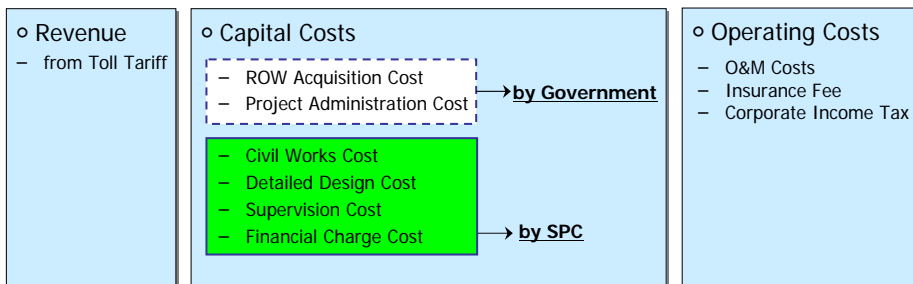 ○ Revenue
– from Toll Tariff
○ Capital Costs
– ROW Acquisition Cost
– Project Administration Cost
by Government
– Civil Works Cost
– Detailed Design Cost
– Supervision Cost
– Financial Charge Cost
by SPC
○ Operating Costs
– O&M Costs
– Insurance Fee
– Corporate Income Tax